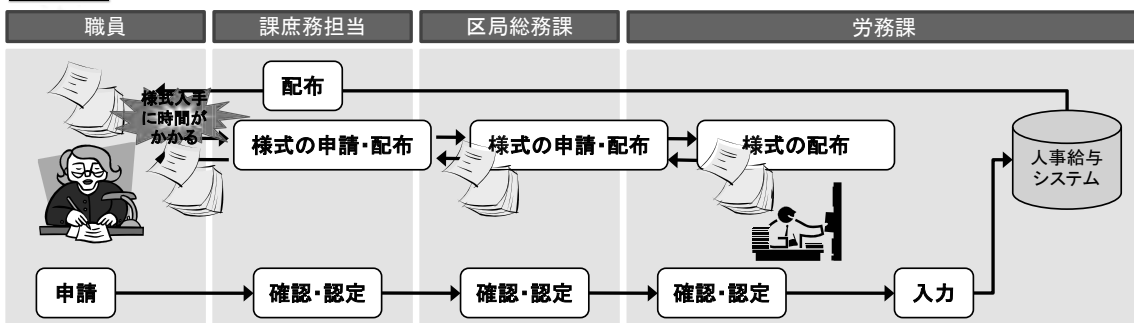 職員
課庶務担当
区局総務課
労務課
配布
様式入手
に時間が
かかる
様式の申請・配布
様式の申請・配布
様式の配布
人事給与
システム
申請
確認・認定
確認・認定
確認・認定
入力